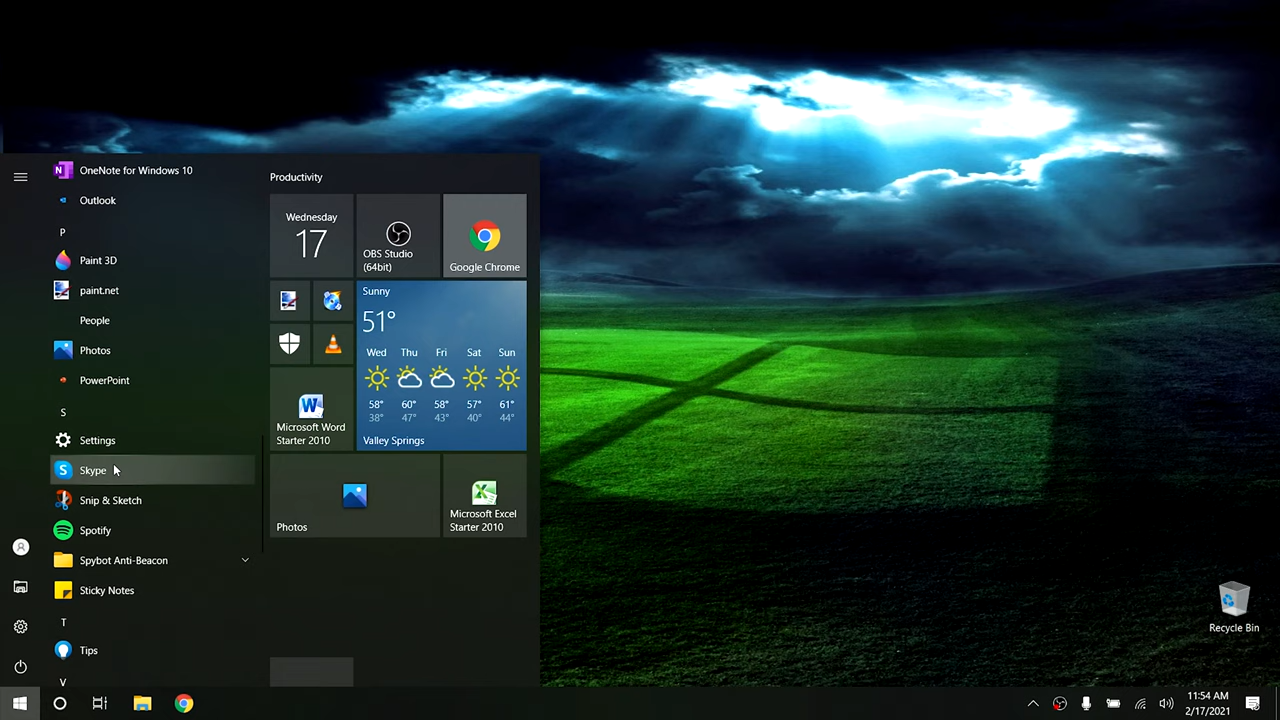 OneNote for Windows 10
Outlook
P
Paint 3D
paint.net
People
Photos
PowerPoint
S
Settings
Skype
Snip & Sketch
Spotify
Spybot Anti-Beacon
Sticky Notes
T
Tips
V
Productivity
Wednesday
17
OBS Studio
(64bit)
Google Chrome
Sunny
51°
Wed Thu Fri Sat Sun
58° 60° 58° 57° 61°
38° 47° 43° 40° 44°
Valley Springs
Microsoft Word
Starter 2010
Photos
Microsoft Excel
Starter 2010
Recycle Bin
11:54 AM
2/17/2021